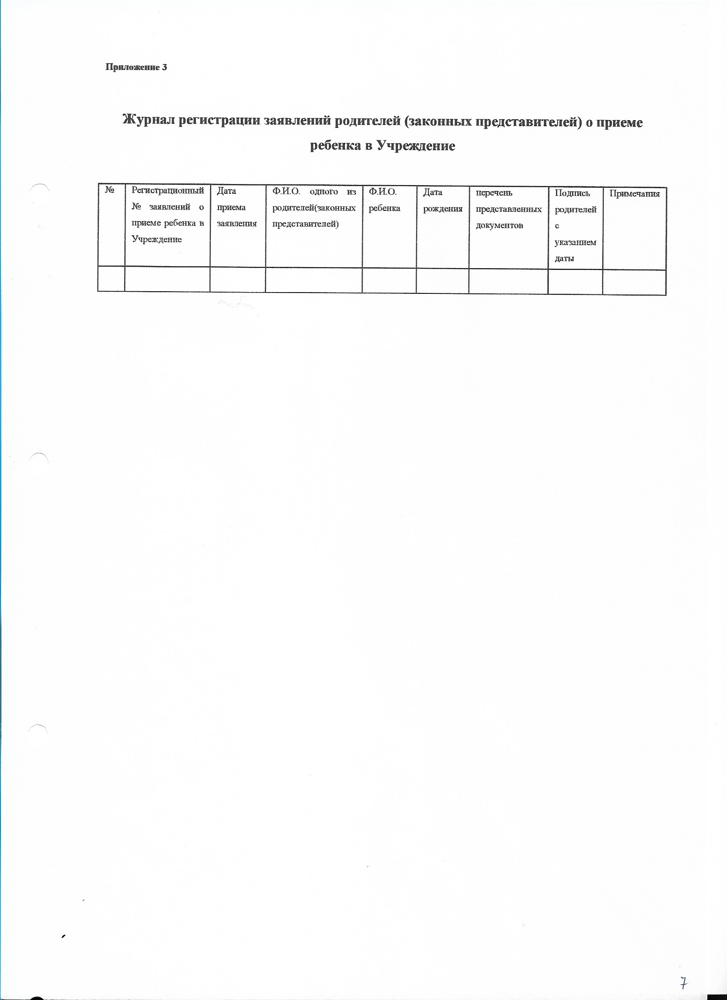 Приложение 3
Журнал регистрации заявлений родителей (законных представителей) о приеме
ребенка в Учреждение
№
Регистрационный
№ заявлений о
приеме ребенка в
Учреждение
Дата
приема
заявления
Ф.И.О. одного из
родителей(законных
представителей)
Ф.И.О.
ребенка
Дата
рождения
перечень
представленных
документов
Подпись
родителей
с
указанием
даты
Примечания
7